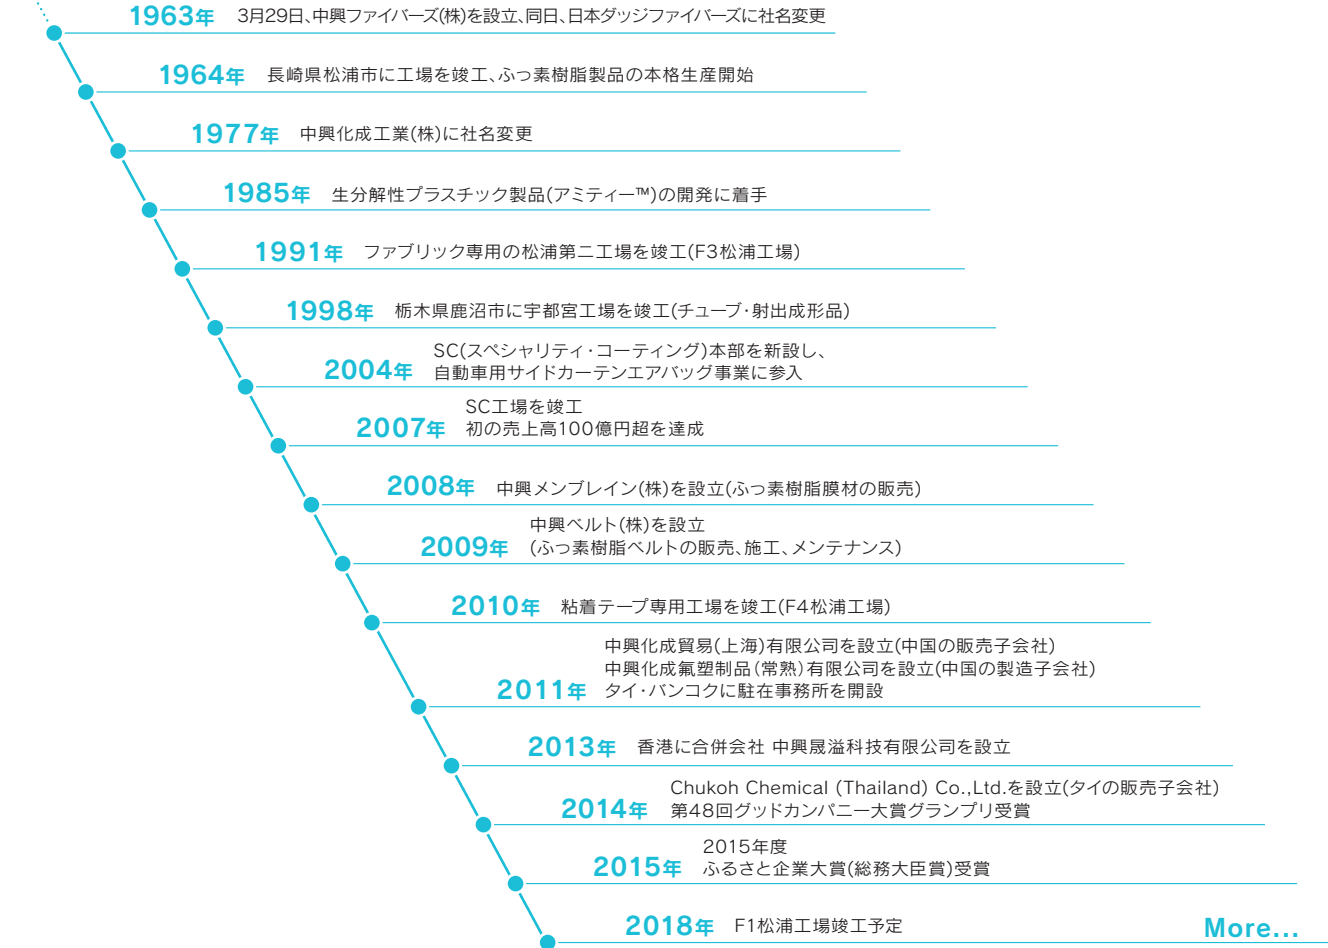 1963年 3月29日、中興ファイバーズ(株)を設立、同日、日本ダッジファイバーズに社名変更
1964年 長崎県松浦市に工場を竣工、ふっ素樹脂製品の本格生産開始
1977年 中興化成工業(株)に社名変更
1985年 生分解性プラスチック製品(アミティー™)の開発に着手
1991年 ファブリック専用の松浦第二工場を竣工(F3松浦工場)
1998年 栃木県鹿沼市に宇都宮工場を竣工(チューブ・射出成形品)
2004年 SC(スペシャリティ・コーティング)本部を新設し、
自動車用サイドカーテンエアバッグ事業に参入
2007年 SC工場を竣工
初の売上高100億円超を達成
2008年 中興メンブレイン(株)を設立(ふっ素樹脂膜材の販売)
2009年 中興ベルト(株)を設立
(ふっ素樹脂ベルトの販売、施工、メンテナンス)
2010年 粘着テープ専用工場を竣工(F4松浦工場)
2011年 中興化成貿易(上海)有限公司を設立(中国の販売子会社)
中興化成氟塑制品(常熟)有限公司を設立(中国の製造子会社)
タイ・バンコクに駐在事務所を開設
2013年 香港に合併会社 中興晟溢科技有限公司を設立
2014年 Chukoh Chemical (Thailand) Co.,Ltd.を設立(タイの販売子会社)
第48回グッドカンパニー大賞グランプリ受賞
2015年 2015年度
ふるさと企業大賞(総務大臣賞)受賞
2018年 F1松浦工場竣工予定
More...